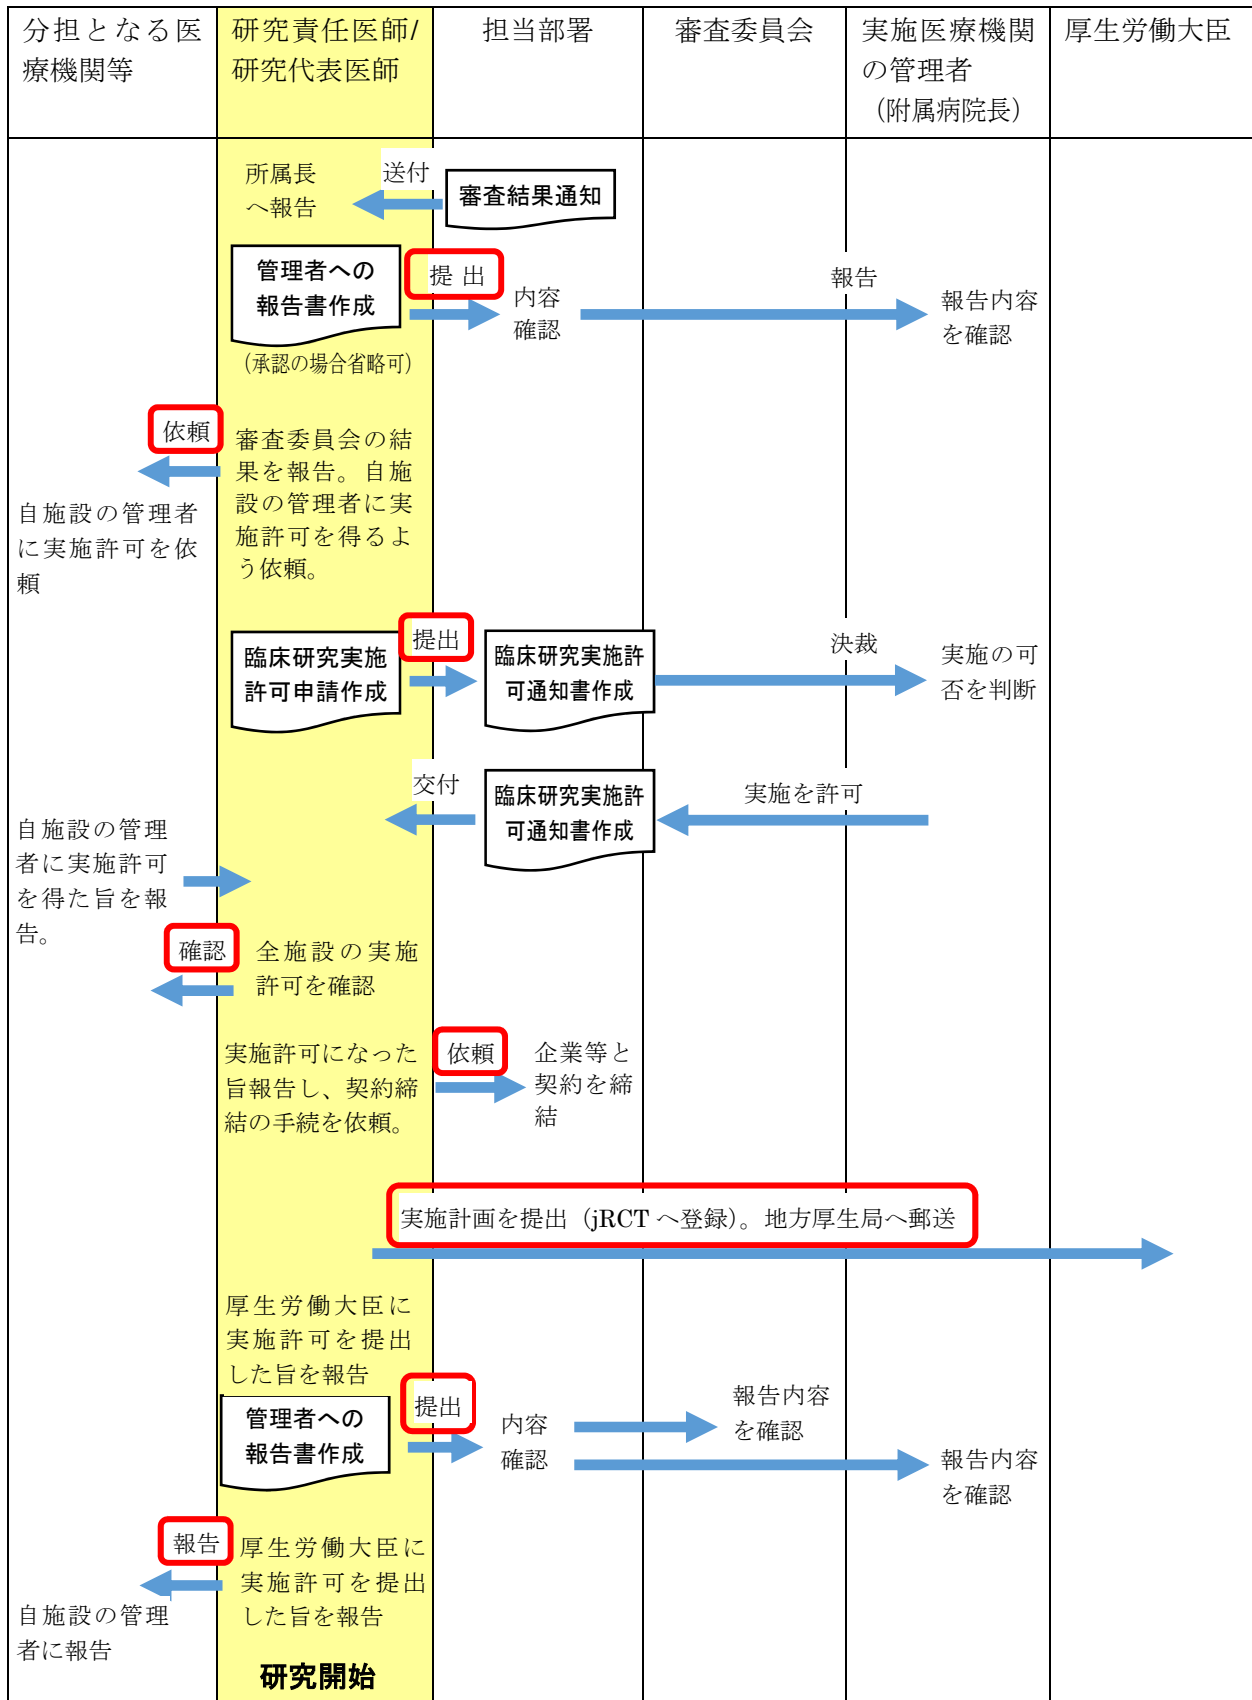 分担となる医
療機関等
研究責任医師/
研究代表医師
担当部署
審査委員会
実施医療機関
の管理者
（附属病院長）
厚生労働大臣
所属長
へ報告
送付
審査結果通知
管理者への
報告書作成
（承認の場合省略可）
提 出
内容
確認
報告
報告内容
を確認
依頼
審査委員会の結
果を報告。自施
設の管理者に実
施許可を得るよ
う依頼。
自施設の管理者
に実施許可を依
頼
臨床研究実施
許可申請作成
提出
臨床研究実施許
可通知書作成
決裁
実施の可
否を判断
交付
臨床研究実施許
可通知書作成
実施を許可
自施設の管理
者に実施許可
を得た旨を報
告。
確認
全施設の実施
許可を確認
実施許可になった
旨報告し、契約締
結の手続を依頼。
依頼
企業等と
契約を締
結
実施計画を提出（jRCT へ登録）。地方厚生局へ郵送
厚生労働大臣に
実施許可を提出
した旨を報告
管理者への
報告書作成
提出
内容
確認
報告内容
を確認
報告内容
を確認
報告
厚生労働大臣に
実施許可を提出
した旨を報告
自施設の管理
者に報告
研究開始